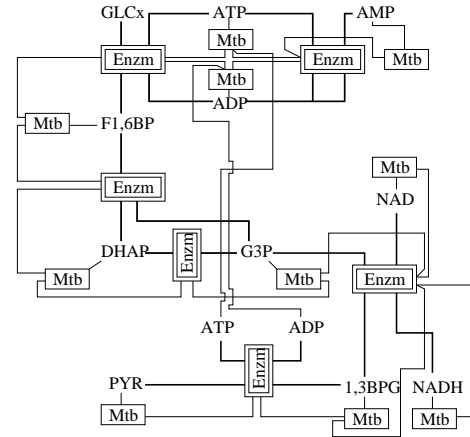 GLCx ATP AMP
Mtb
Enzm Enzm Mtb
Mtb
ADP
Mtb F1,6BP
Mtb
Enzm
NAD
DHAP Enzm G3P
Mtb Mtb Enzm
ATP ADP
Enzm
PYR 1,3BPG NADH
Mtb Mtb Mtb